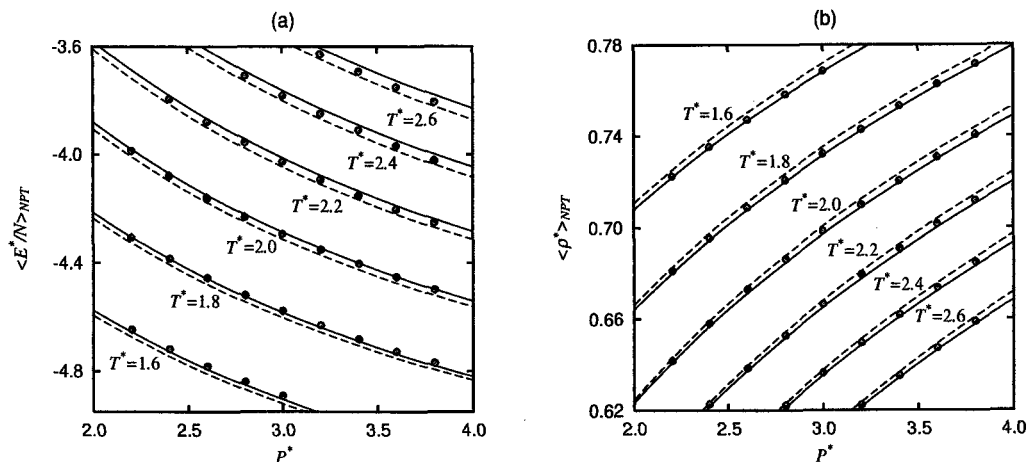 (a)
-3.6
-4.0
-4.4
-4.8
<E*/N>NPT
T*=2.6
T*=2.4
T*=2.2
T*=2.0
T*=1.8
T*=1.6
2.0 2.5 3.0 3.5 4.0
P*
(b)
0.78
0.74
0.70
0.66
0.62
<ρ*>NPT
T*=1.6
T*=1.8
T*=2.0
T*=2.2
T*=2.4
T*=2.6
2.0 2.5 3.0 3.5 4.0
P*